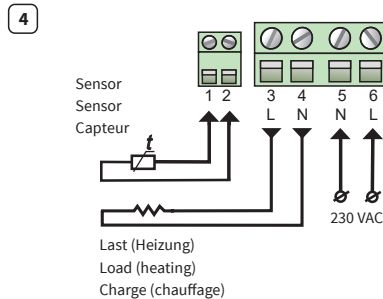 4
Sensor
Sensor
Capteur
1 2 3 4 5 6
L N N L
t
230 VAC
Last (Heizung)
Load (heating)
Charge (chauffage)